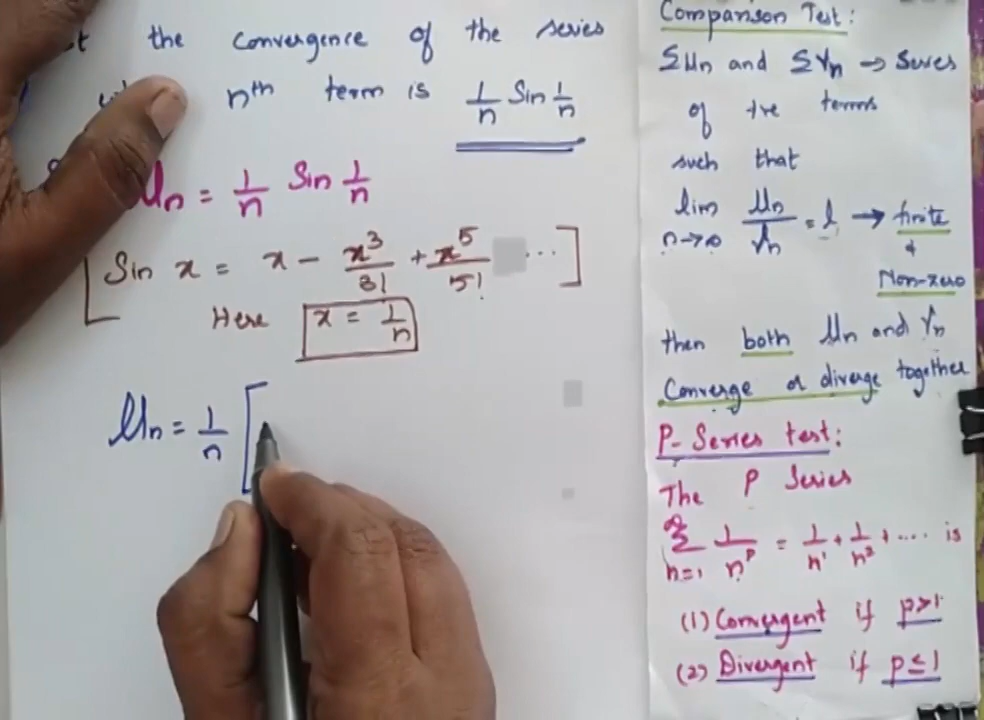 the convergence of the series
nth term is 1/n Sin 1/n
Un = 1/n Sin 1/n
[Sin x = x - x³/3! + x⁵/5! ...]
Here x = 1/n
Un = 1/n [
Comparison Test:
ΣUn and ΣVn → Series
of +ve terms
such that
lim n→∞ Un/Vn = l → finite
&
Non-zero
then both Un and Vn
Converge or diverge together
P-Series test:
The P Series
∞Σn=1 1/nᵖ = 1/n¹ + 1/n² + .... is
(1) Convergent if p>1
(2) Divergent if p≤1